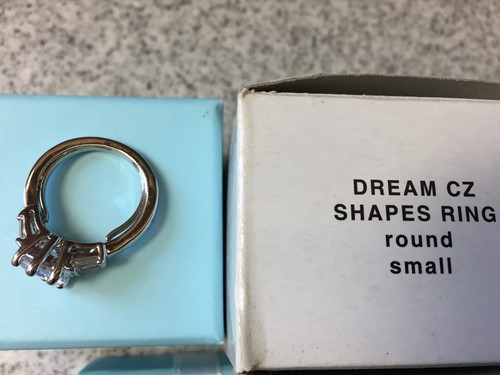 DREAM CZ
SHAPES RING
round
small